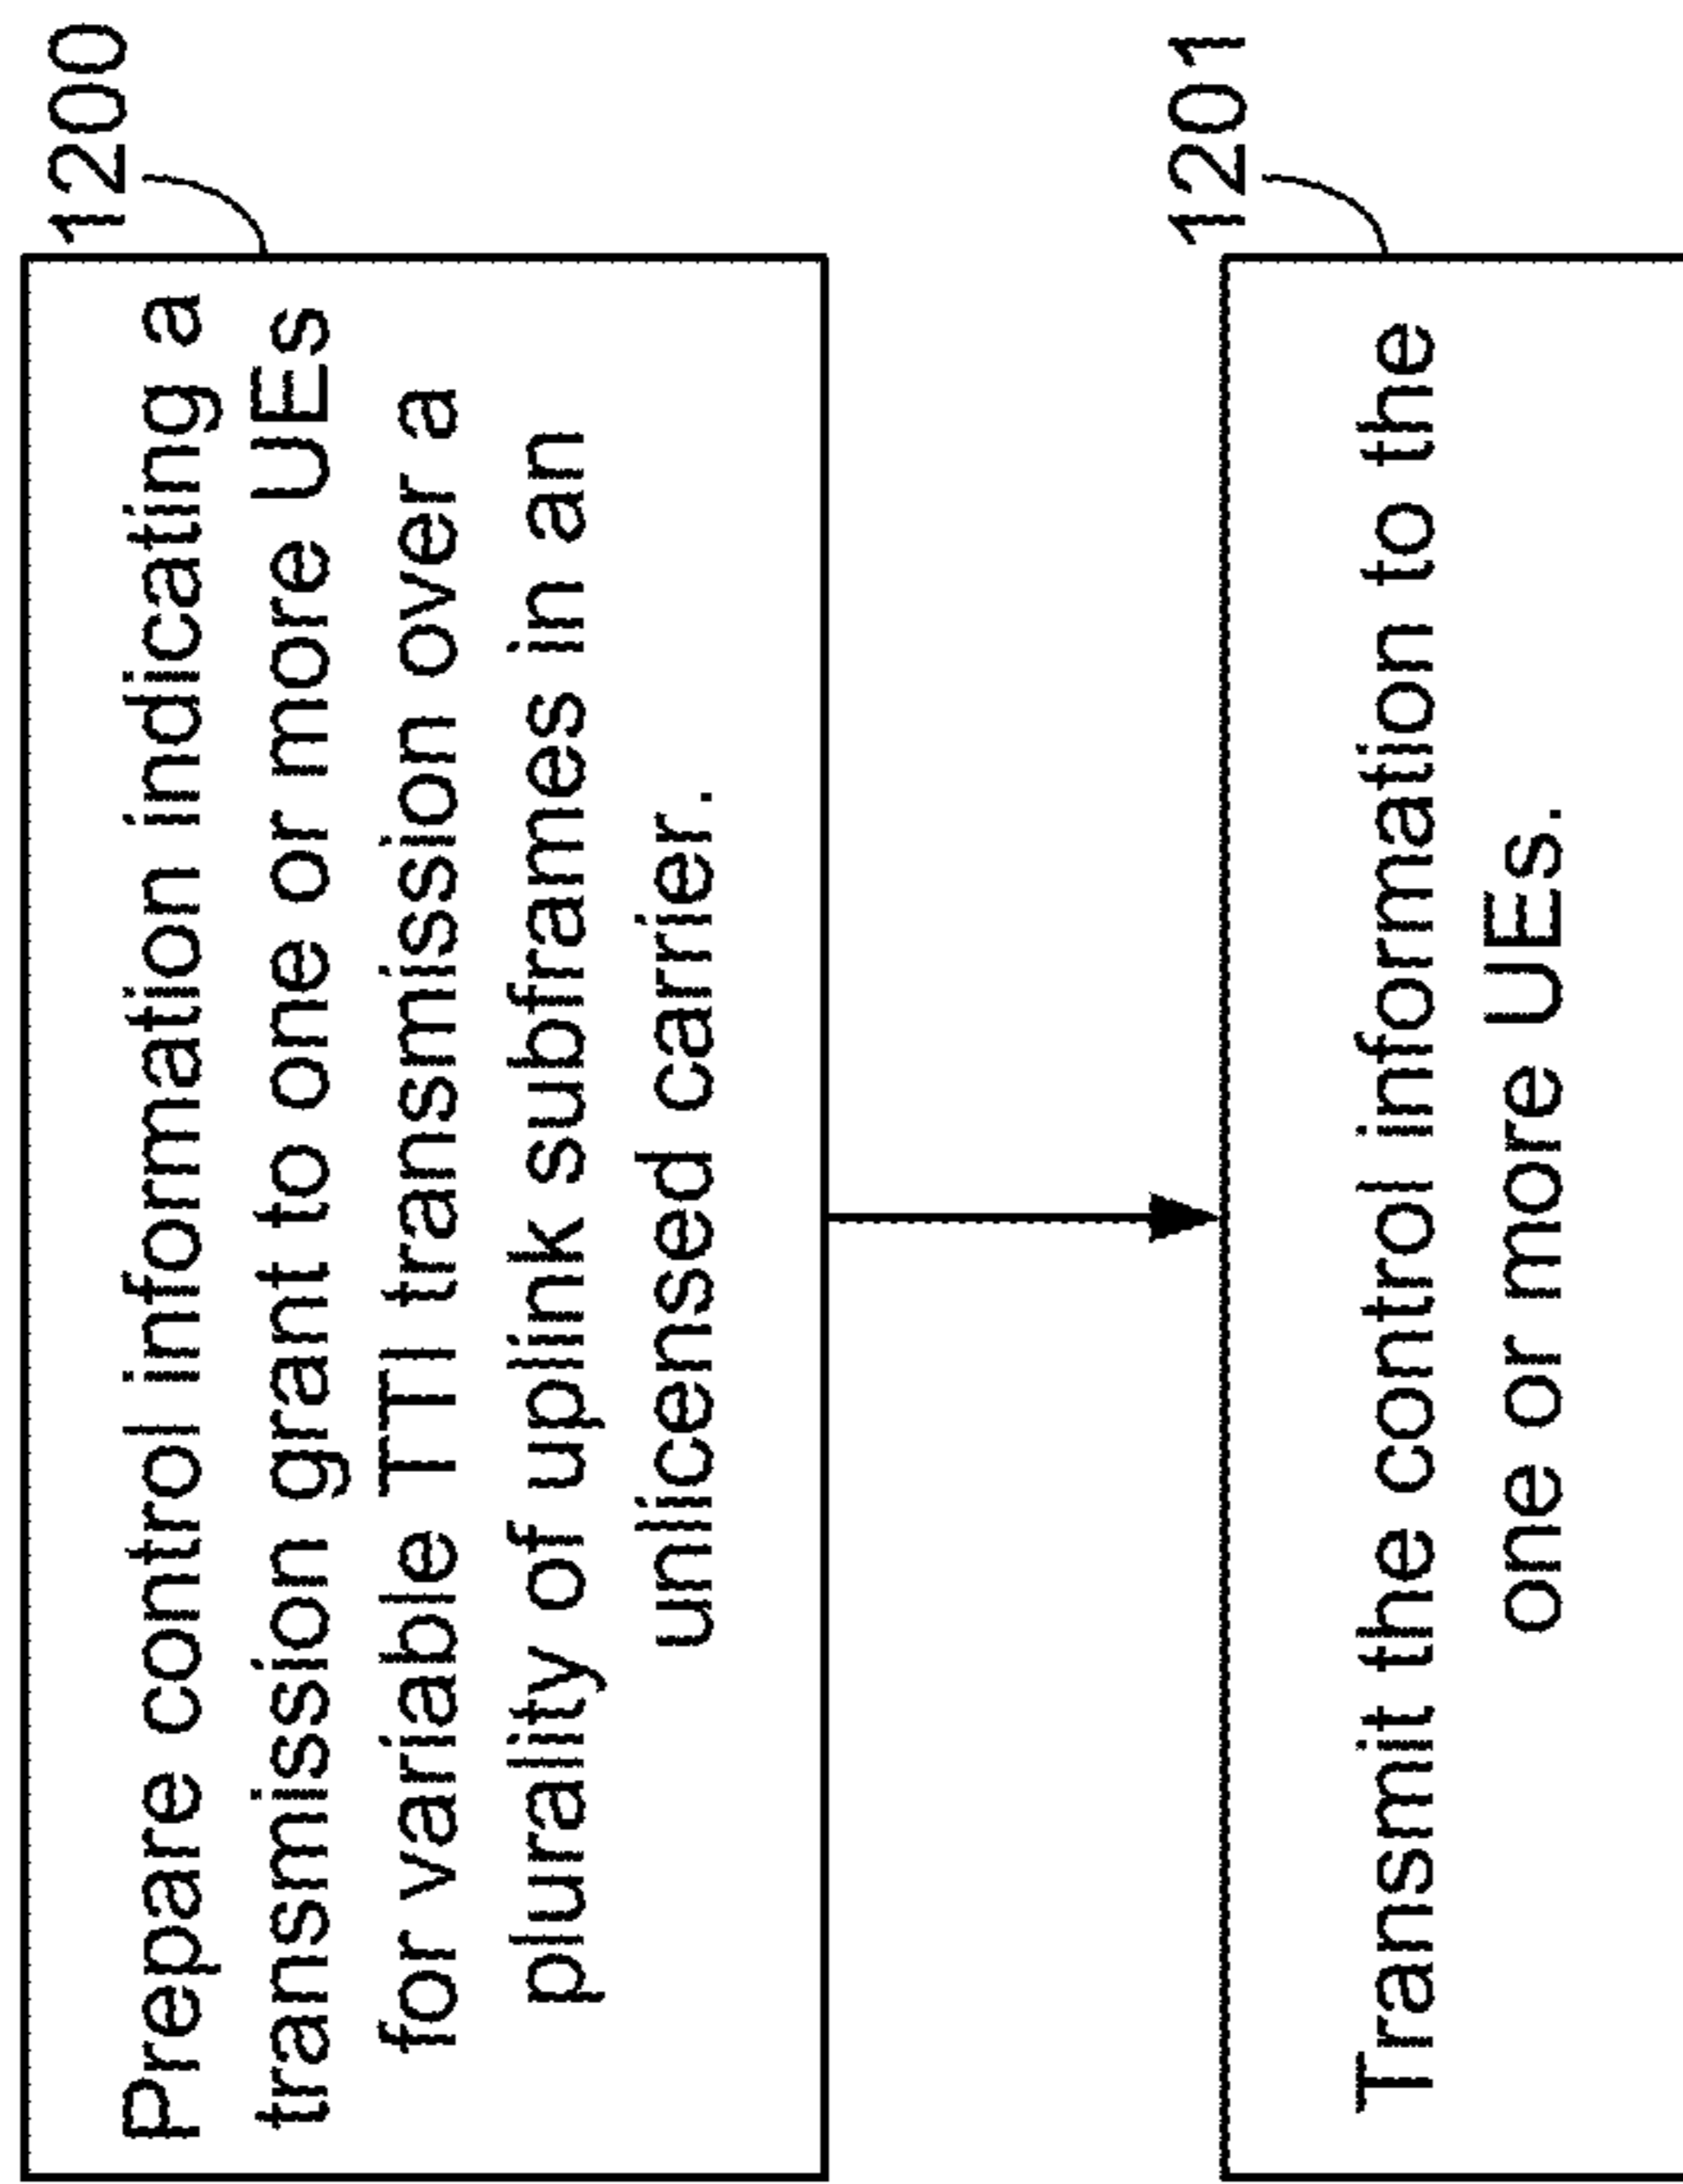 1200
Prepare control information indicating a
transmission grant to one or more UEs
for variable TTI transmission over a
plurality of uplink subframes in an
unlicensed carrier.
1201
Transmit the control information to the
one or more UEs.